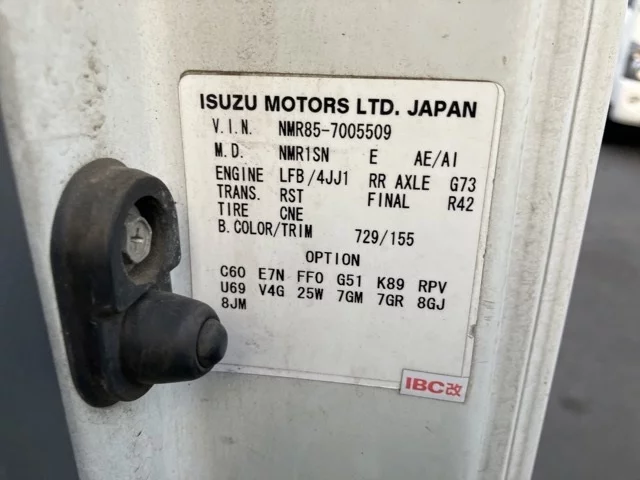 ISUZU MOTORS LTD. JAPAN
V.I.N. NMR85-7005509
M.D. NMR1SN E AE/AI
ENGINE LFB/4JJ1 RR AXLE G73
TRANS. RST FINAL R42
TIRE CNE
B.COLOR/TRIM 729/155
OPTION
C60 E7N FF0 G51 K89 RPV
U69 V4G 25W 7GM 7GR 8GJ
8JM
IBC改